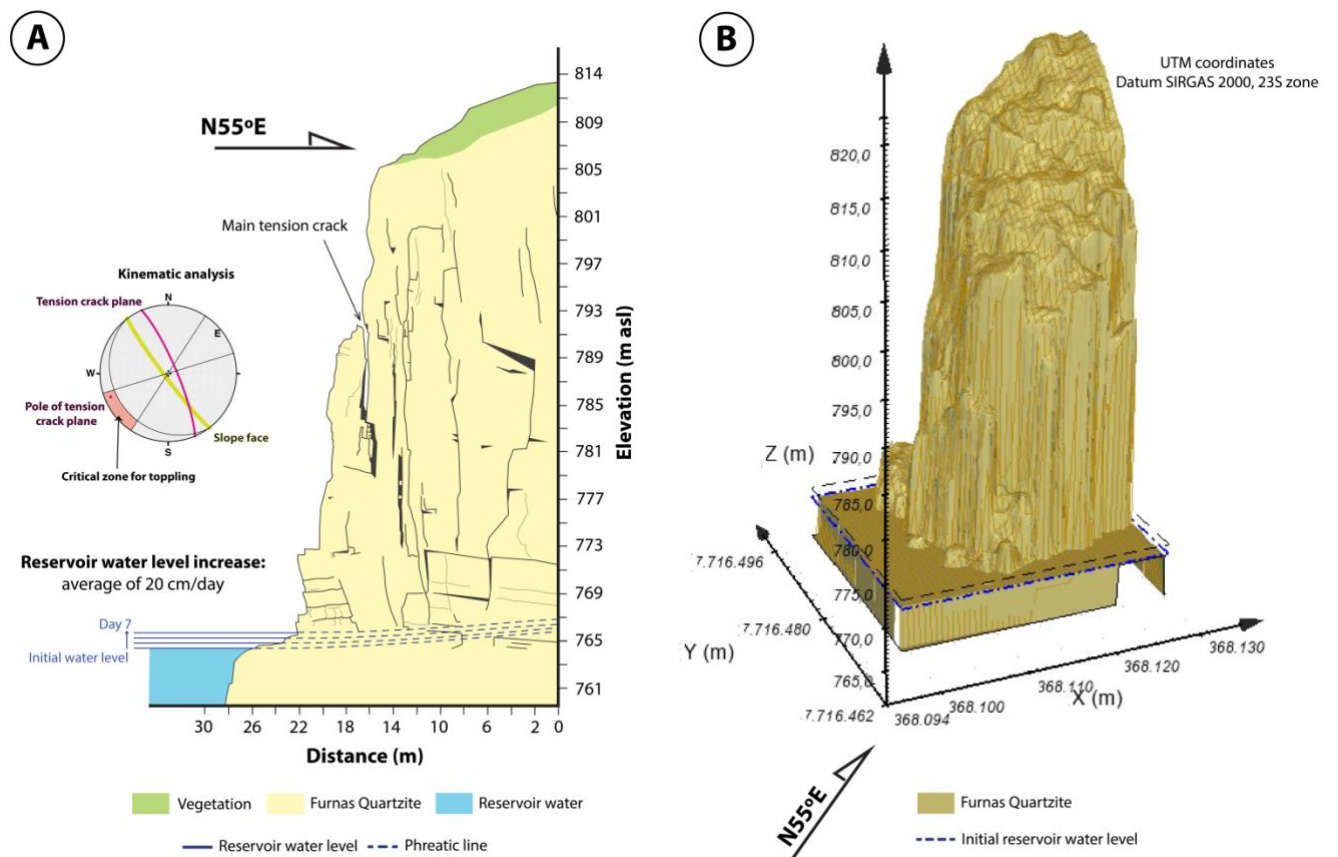 A
N55ºE
Main tension crack
Kinematic analysis
Tension crack plane
N
E
W
S
Pole of tension
crack plane
Slope face
Critical zone for toppling
Reservoir water level increase:
average of 20 cm/day
Day 7
Initial water level
814
809
805
801
797
793
789
785
781
777
773
769
765
761
Elevation (m asl)
30 26 22 18 14 10 6 2 0
Distance (m)
Vegetation
Furnas Quartzite
Reservoir water
Reservoir water level
Phreatic line
B
UTM coordinates
Datum SIRGAS 2000, 23S zone
820,0
815,0
810,0
805,0
800,0
795,0
790,0
785,0
780,0
775,0
770,0
765,0
Z (m)
7.716.496
7.716.480
7.716.462
Y (m)
368.094
368.100
368.110
368.120
368.130
X (m)
N55ºE
Furnas Quartzite
Initial reservoir water level